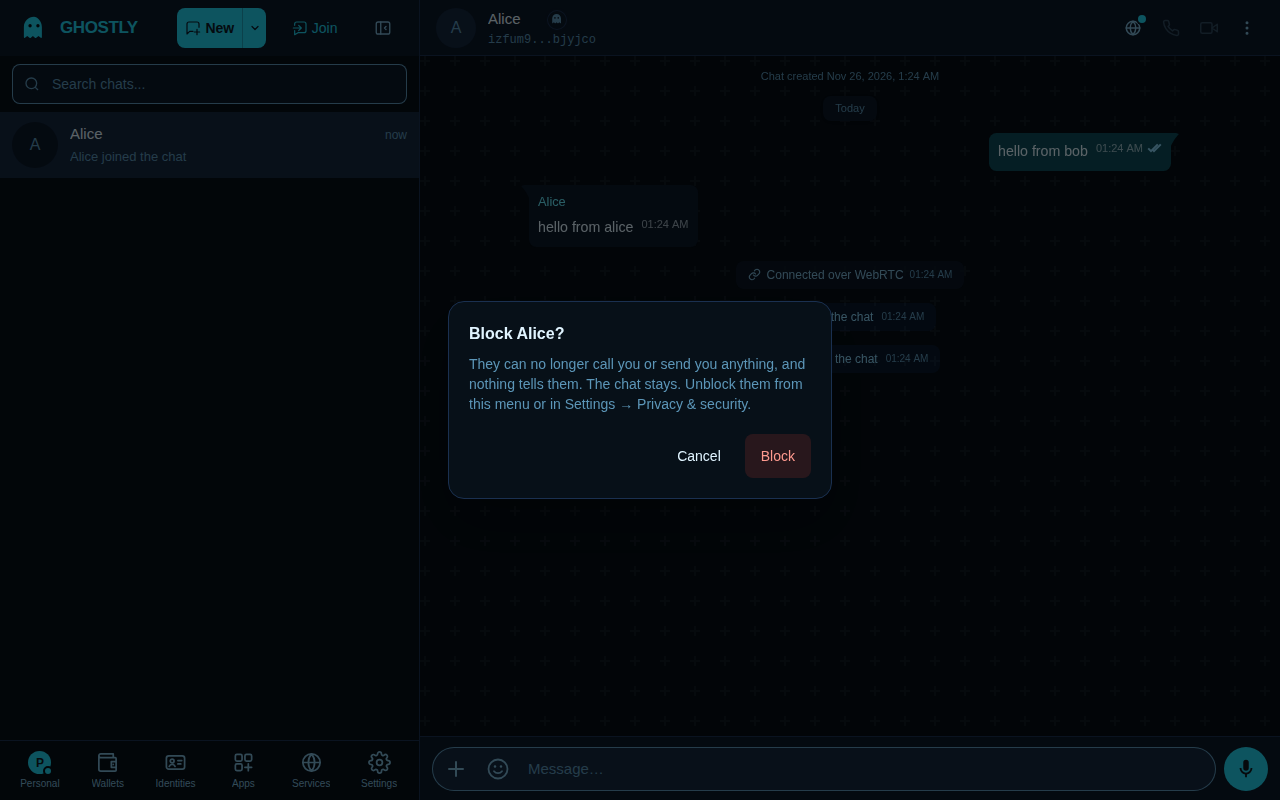 GHOSTLY
New
Join
Search chats...
A
Alice
now
Alice joined the chat
P
Personal
Wallets
Identities
Apps
Services
Settings
A
Alice
izfum9...bjyjco
Chat created Nov 26, 2026, 1:24 AM
Today
hello from bob 01:24 AM
Alice
hello from alice 01:24 AM
Connected over WebRTC 01:24 AM
the chat 01:24 AM
the chat 01:24 AM
Block Alice?
They can no longer call you or send you anything, and
nothing tells them. The chat stays. Unblock them from
this menu or in Settings → Privacy & security.
Cancel
Block
Message...